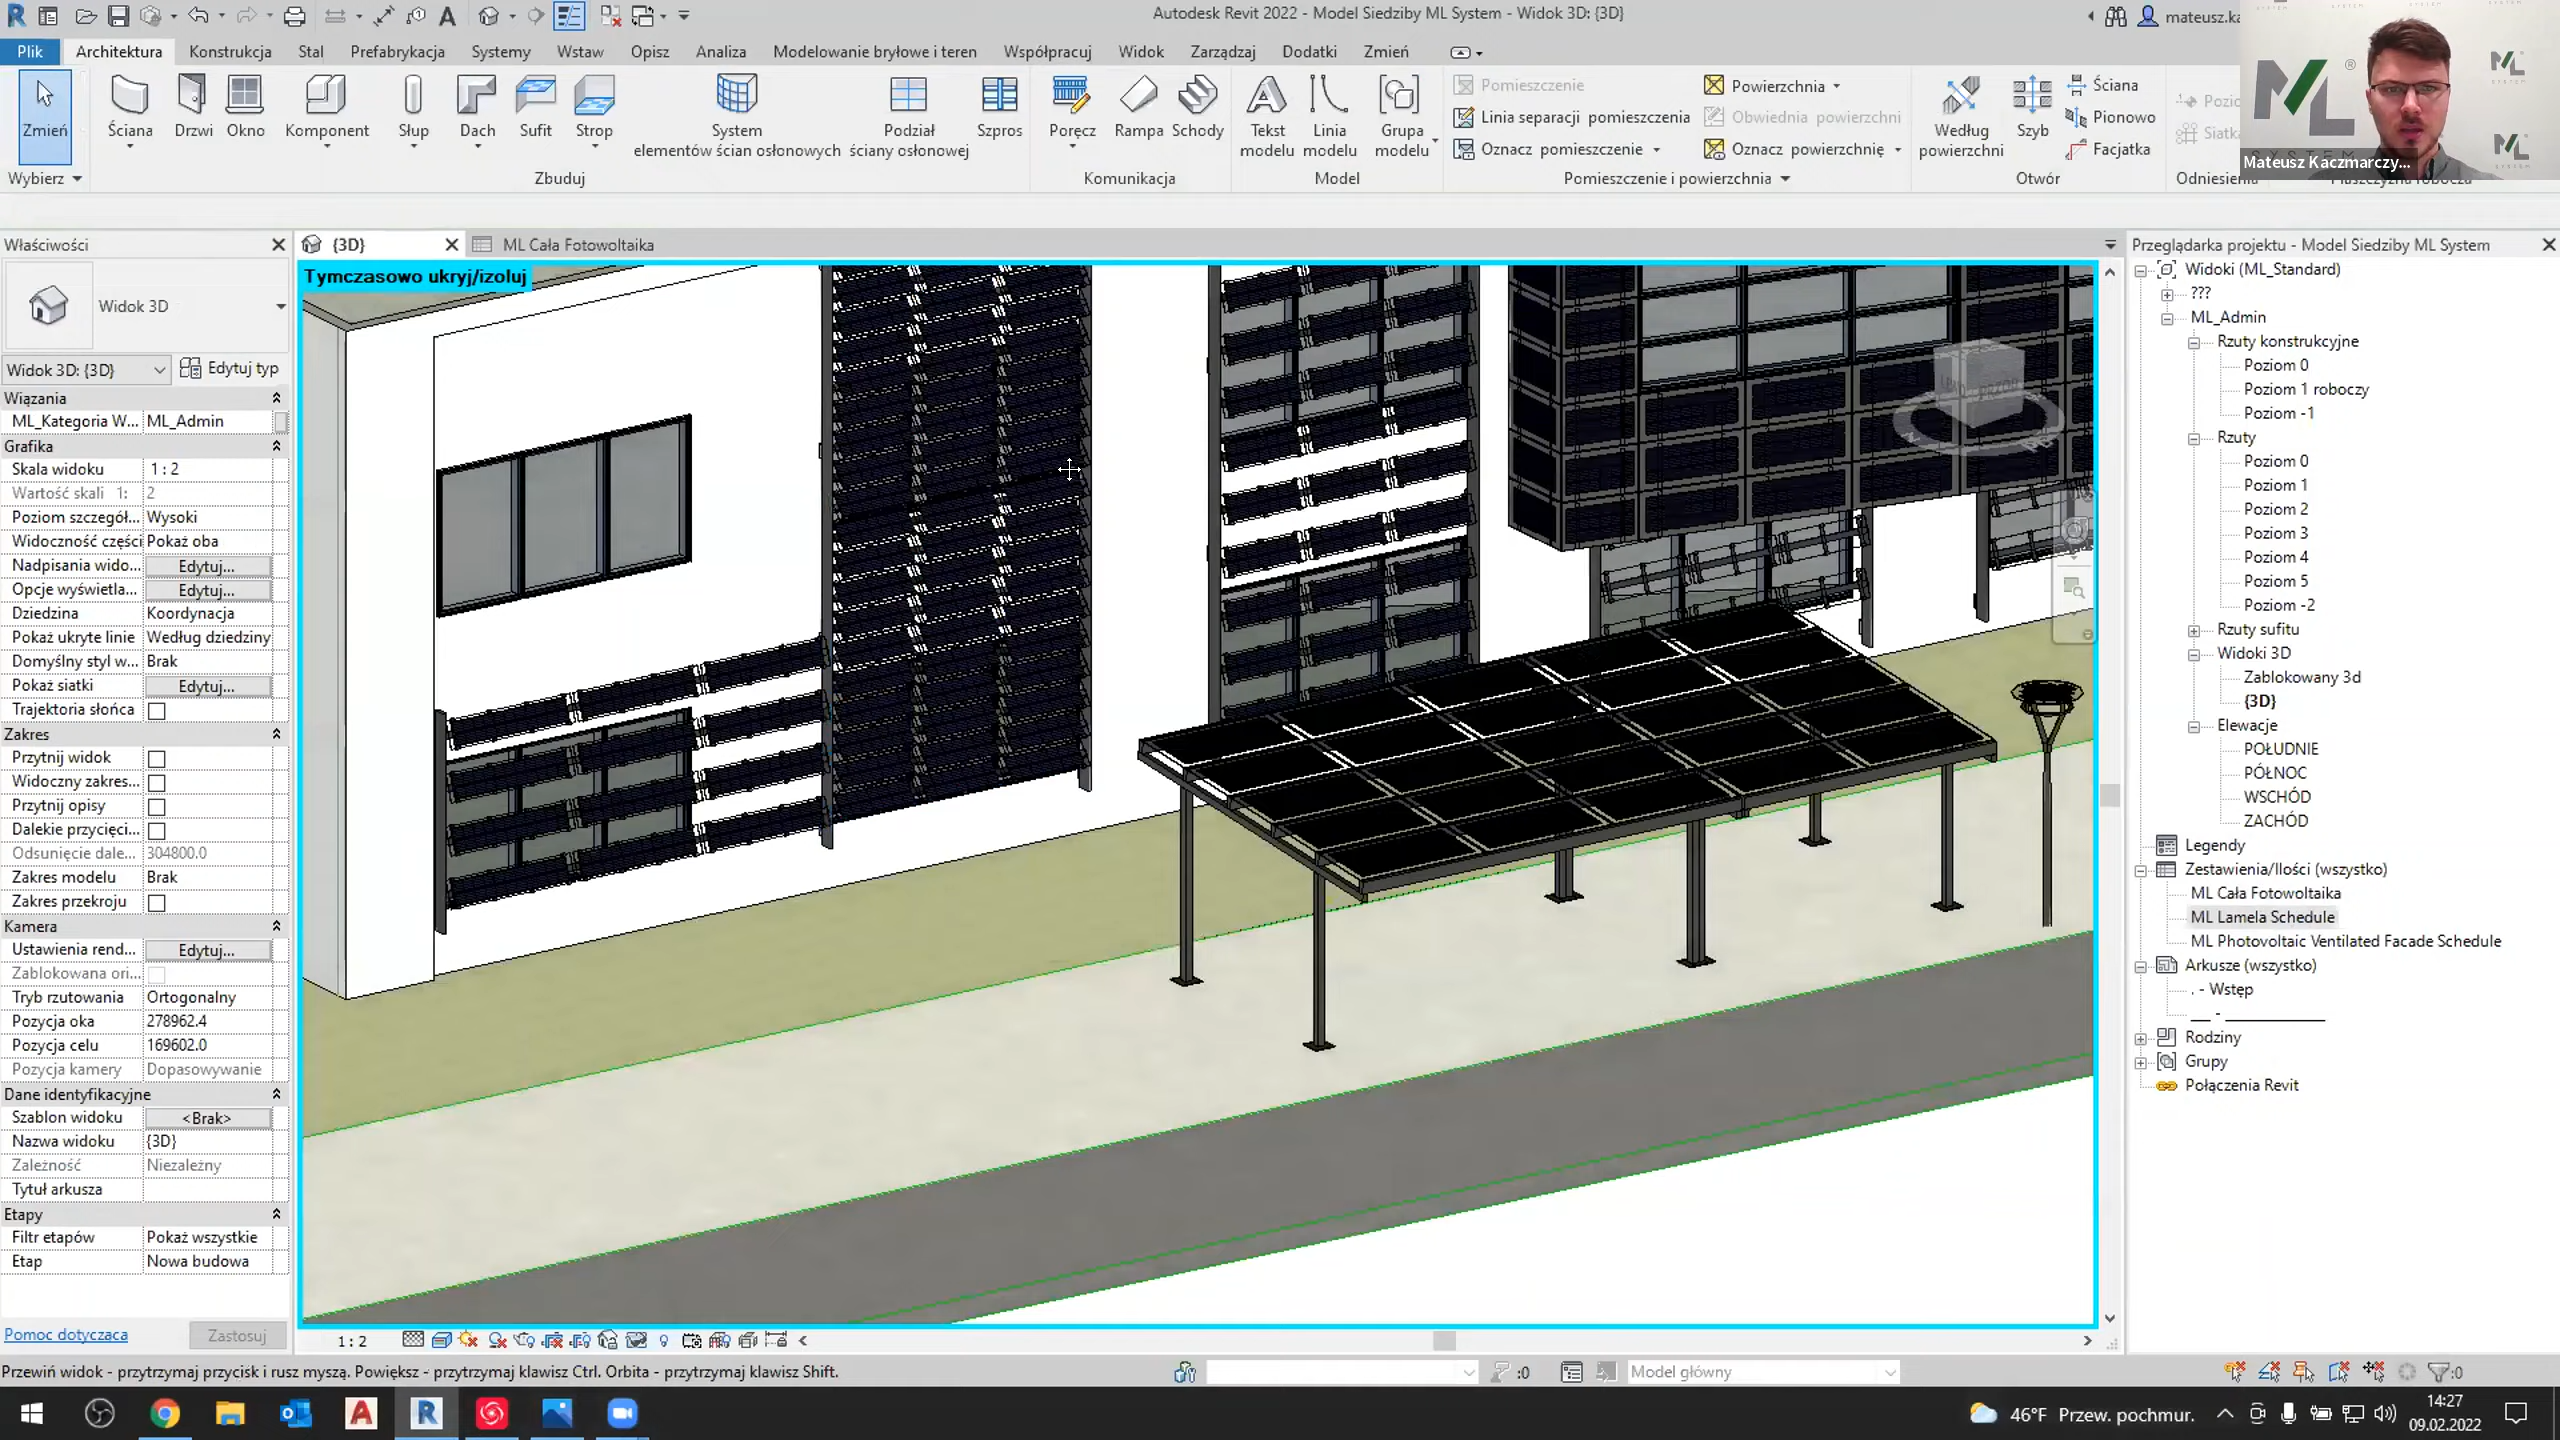 Autodesk Revit 2022 - Model Siedziby ML System - Widok 3D: {3D}
mateusz.ka
Plik Architektura Konstrukcja Stal Prefabrykacja Systemy Wstaw Opisz Analiza Modelowanie bryłowe i teren Współpracuj Widok Zarządzaj Dodatki Zmień
Zmień
Ściana
Drzwi
Okno
Komponent
Słup
Dach
Sufit
Strop
System
elementów ścian osłonowych
Podział
ściany osłonowej
Szpros
Poręcz
Rampa
Schody
Tekst
modelu
Linia
modelu
Grupa
modelu
Pomieszczenie
Linia separacji pomieszczenia
Oznacz pomieszczenie
Powierzchnia
Obwiednia powierzchni
Oznacz powierzchnię
Według
powierzchni
Szyb
Ściana
Pionowo
Facjatka
Pozio
Siatka
Wybierz
Zbuduj
Komunikacja
Model
Pomieszczenie i powierzchnia
Otwór
Odniesienia
ML
SYSTEM
Mateusz Kaczmarczy...
Właściwości
Widok 3D
Widok 3D: {3D}
Edytuj typ
Wiązania
ML_Kategoria W... ML_Admin
Grafika
Skala widoku 1 : 2
Wartość skali 1: 2
Poziom szczegół... Wysoki
Widoczność części Pokaż oba
Nadpisania wido... Edytuj...
Opcje wyświetla... Edytuj...
Dziedzina Koordynacja
Pokaż ukryte linie Według dziedziny
Domyślny styl w... Brak
Pokaż siatki Edytuj...
Trajektoria słońca
Zakres
Przytnij widok
Widoczny zakres...
Przytnij opisy
Dalekie przycięci...
Odsunięcie dale... 304800.0
Zakres modelu Brak
Zakres przekroju
Kamera
Ustawienia rend... Edytuj...
Zablokowana ori...
Tryb rzutowania Ortogonalny
Pozycja oka 278962.4
Pozycja celu 169602.0
Pozycja kamery Dopasowywanie
Dane identyfikacyjne
Szablon widoku <Brak>
Nazwa widoku {3D}
Zależność Niezależny
Tytuł arkusza
Etapy
Filtr etapów Pokaż wszystkie
Etap Nowa budowa
Pomoc dotycząca
Zastosuj
{3D}
ML Cała Fotowoltaika
Tymczasowo ukryj/izoluj
1 : 2
Przeglądarka projektu - Model Siedziby ML System
Widoki (ML_Standard)
???
ML_Admin
Rzuty konstrukcyjne
Poziom 0
Poziom 1 roboczy
Poziom -1
Rzuty
Poziom 0
Poziom 1
Poziom 2
Poziom 3
Poziom 4
Poziom 5
Poziom -2
Rzuty sufitu
Widoki 3D
Zablokowany 3d
{3D}
Elewacje
POŁUDNIE
PÓŁNOC
WSCHÓD
ZACHÓD
Legendy
Zestawienia/Ilości (wszystko)
ML Cała Fotowoltaika
ML Lamela Schedule
ML Photovoltaic Ventilated Facade Schedule
Arkusze (wszystko)
. - Wstęp
__ - ____________
Rodziny
Grupy
Połączenia Revit
Przewiń widok - przytrzymaj przycisk i rusz myszą. Powiększ - przytrzymaj klawisz Ctrl. Orbita - przytrzymaj klawisz Shift.
:0
Model główny
:0
46°F Przew. pochmur.
14:27
09.02.2022